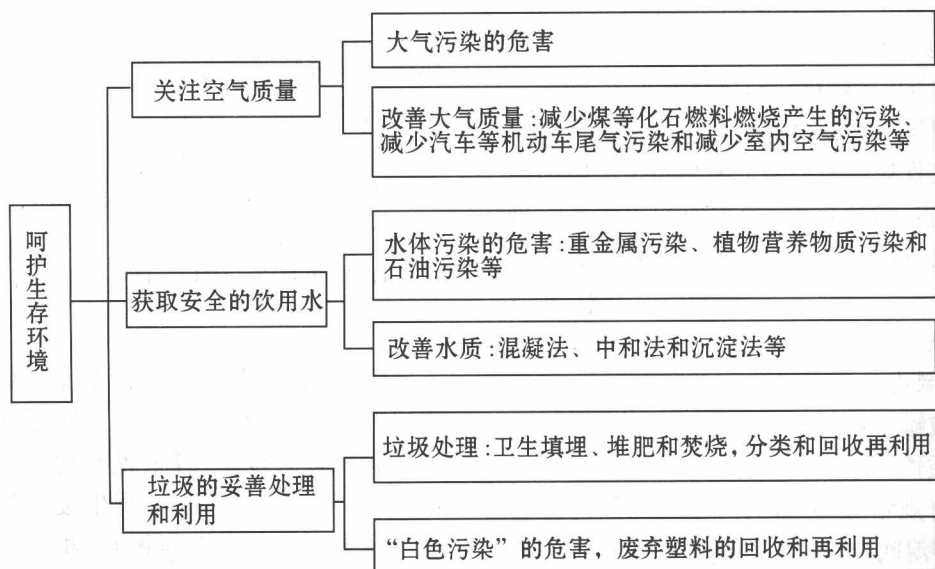 呵护生存环境
关注空气质量
大气污染的危害
改善大气质量:减少煤等化石燃料燃烧产生的污染、
减少汽车等机动车尾气污染和减少室内空气污染等
获取安全的饮用水
水体污染的危害:重金属污染、植物营养物质污染和
石油污染等
改善水质:混凝法、中和法和沉淀法等
垃圾的妥善处理
和利用
垃圾处理:卫生填埋、堆肥和焚烧,分类和回收再利用
“白色污染”的危害,废弃塑料的回收和再利用